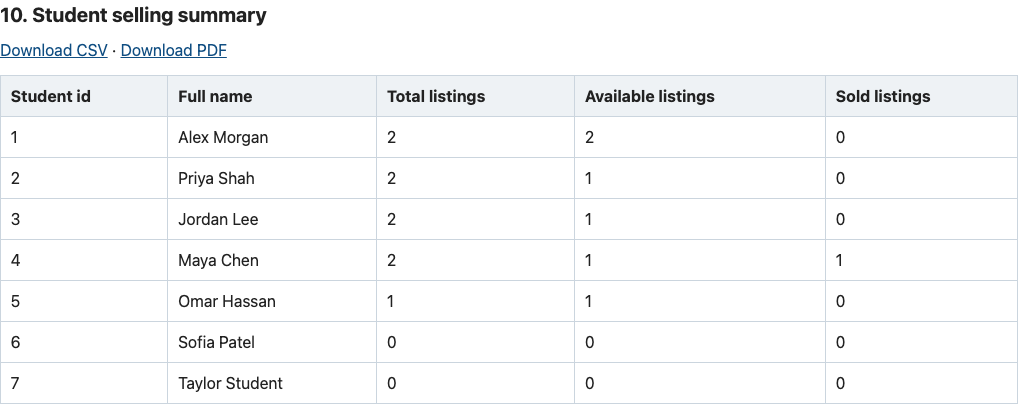 10. Student selling summary
Download CSV · Download PDF
Student id Full name Total listings Available listings Sold listings
1 Alex Morgan 2 2 0
2 Priya Shah 2 1 0
3 Jordan Lee 2 1 0
4 Maya Chen 2 1 1
5 Omar Hassan 1 1 0
6 Sofia Patel 0 0 0
7 Taylor Student 0 0 0